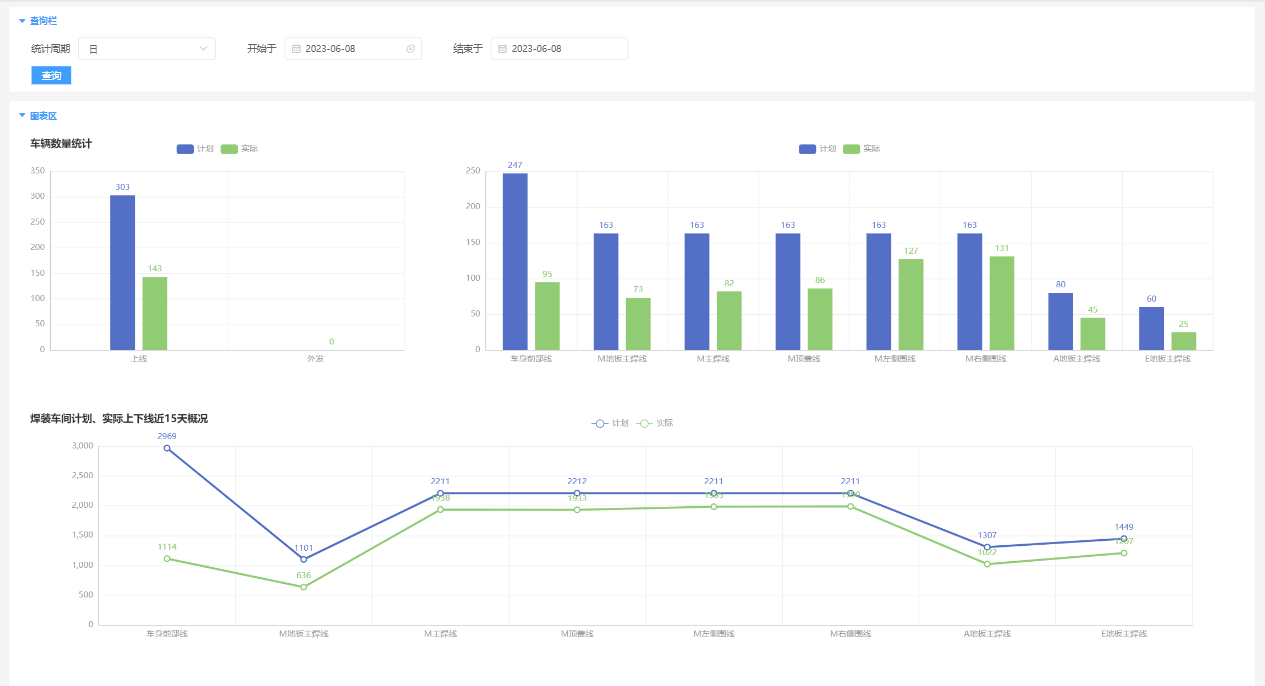 查询栏
统计周期 日 开始于 2023-06-08 结束于 2023-06-08
查询
图表区
车辆数量统计
计划 实际
350
300
250
200
150
100
50
0
303
143
0
上线 外发
计划 实际
250
200
150
100
50
0
247 95 163 73 163 82 163 86 163 127 163 131 80 45 60 25
车身前部线 M地板主焊线 M主焊线 M顶盖线 M左侧围线 M右侧围线 A地板主焊线 E地板主焊线
焊装车间计划、实际上下线近15天概况
计划 实际
3,000
2,500
2,000
1,500
1,000
500
0
2969 1101 2211 2212 2211 2211 1307 1449
1114 636 1938 1933 1022
车身前部线 M地板主焊线 M主焊线 M顶盖线 M左侧围线 M右侧围线 A地板主焊线 E地板主焊线